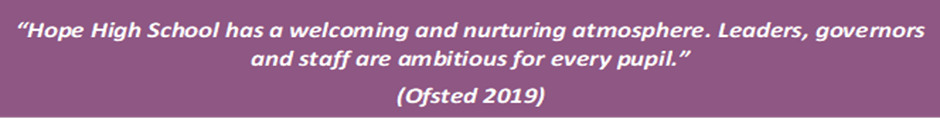 “Hope High School has a welcoming and nurturing atmosphere. Leaders, governors
and staff are ambitious for every pupil.”
(Ofsted 2019)